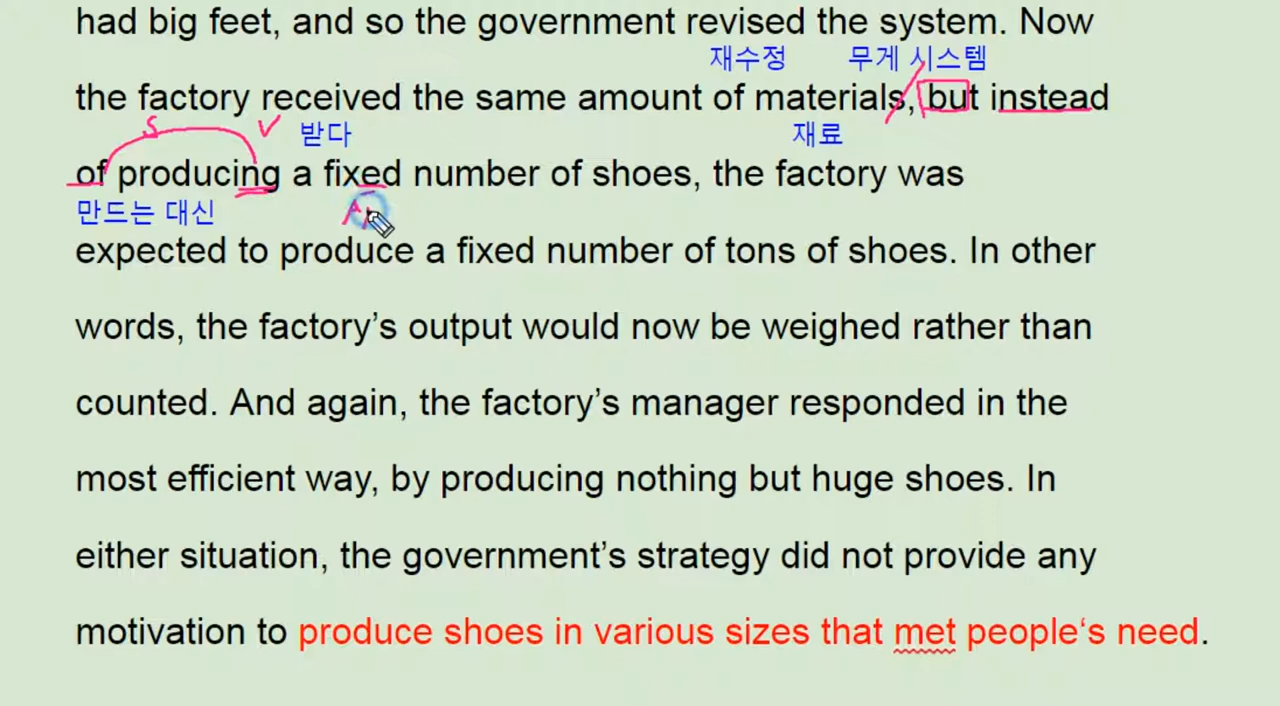 had big feet, and so the government revised the system. Now
재수정 무게 시스템
the factory received the same amount of materials, but instead
S V 받다 재료
of producing a fixed number of shoes, the factory was
만드는 대신
expected to produce a fixed number of tons of shoes. In other
words, the factory’s output would now be weighed rather than
counted. And again, the factory’s manager responded in the
most efficient way, by producing nothing but huge shoes. In
either situation, the government’s strategy did not provide any
motivation to produce shoes in various sizes that met people‘s need.